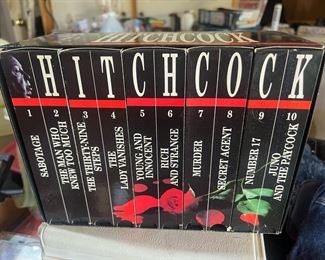 HITCHCOCK
HITCHCOCK
1 2 3 4 5 6 7 8 9 10
SABOTAGE
THE MAN WHO
KNEW TOO MUCH
THE THIRTY NINE
STEPS
THE
LADY VANISHES
YOUNG AND
INNOCENT
RICH
AND STRANGE
MURDER
SECRET AGENT
NUMBER 17
JUNO
AND THE PAYCOCK